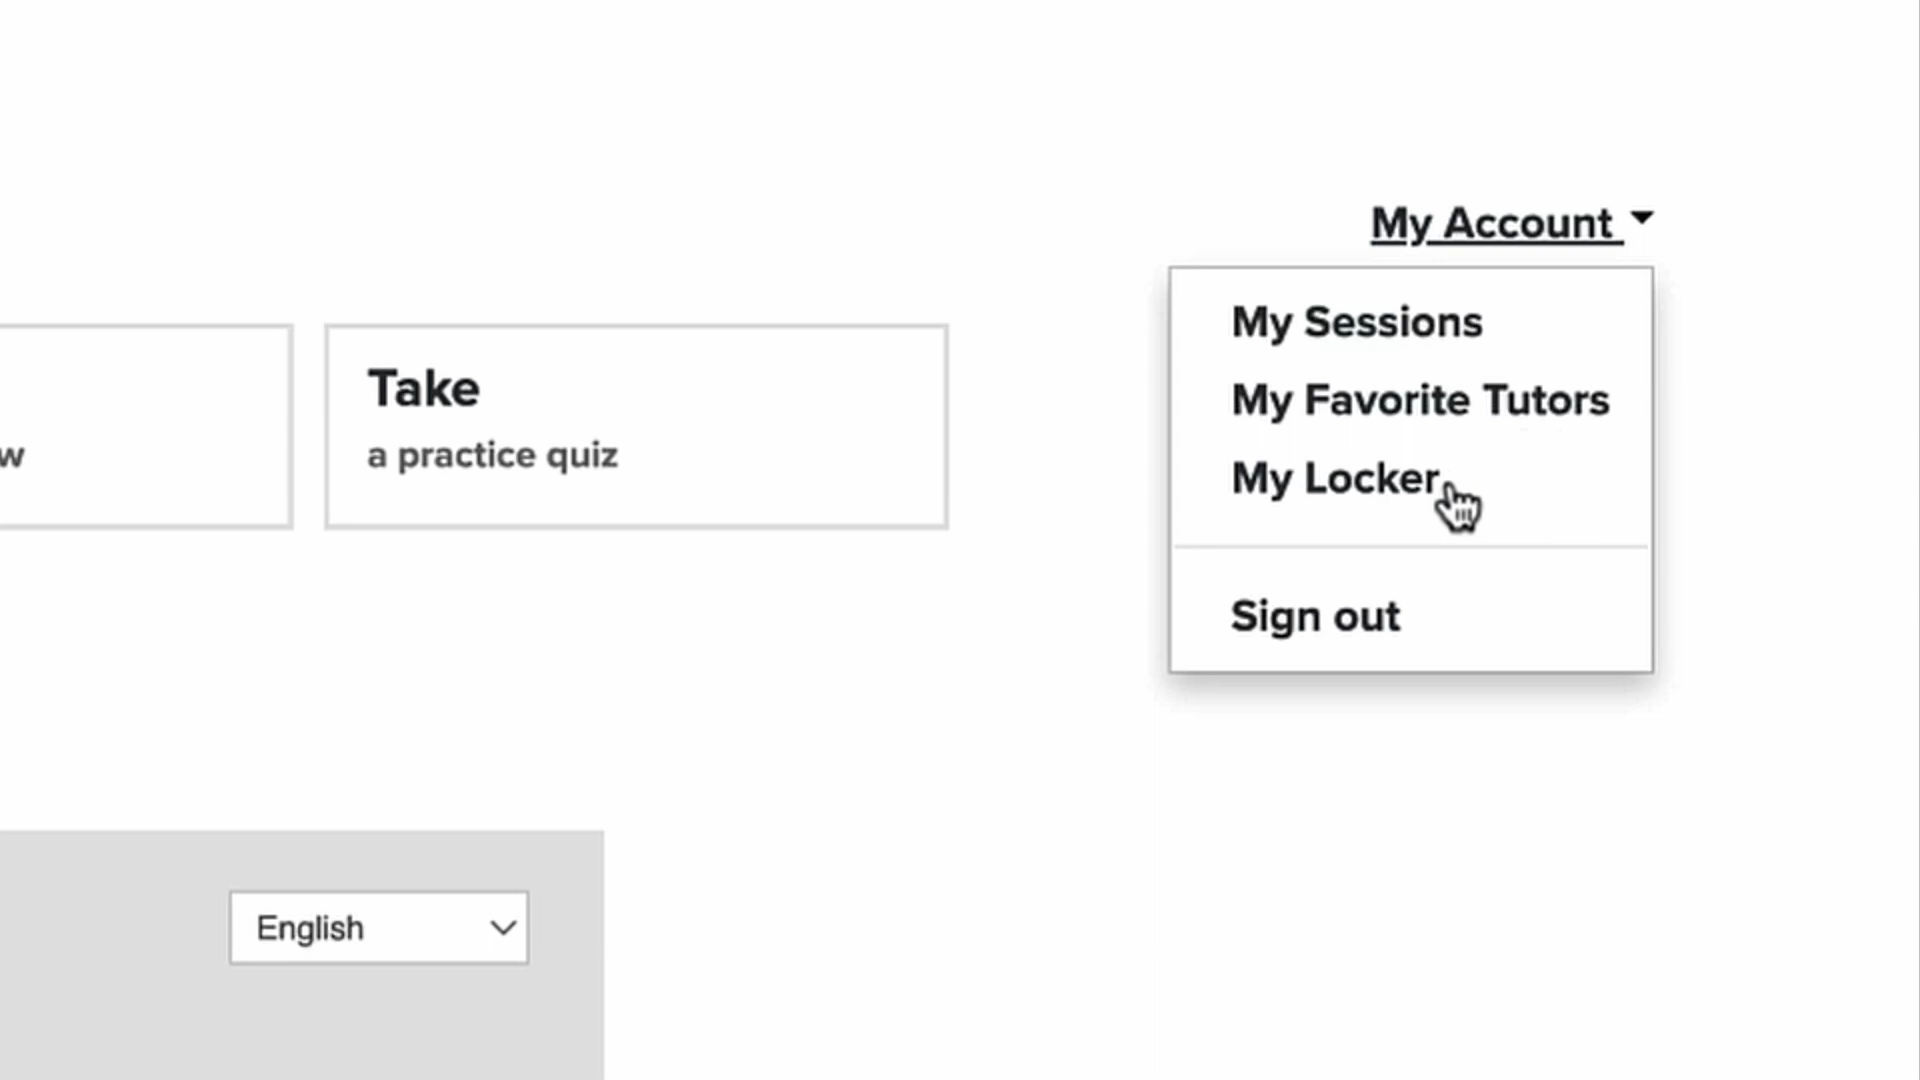 My Account
My Sessions
My Favorite Tutors
My Locker
Sign out
Take
a practice quiz
w
English